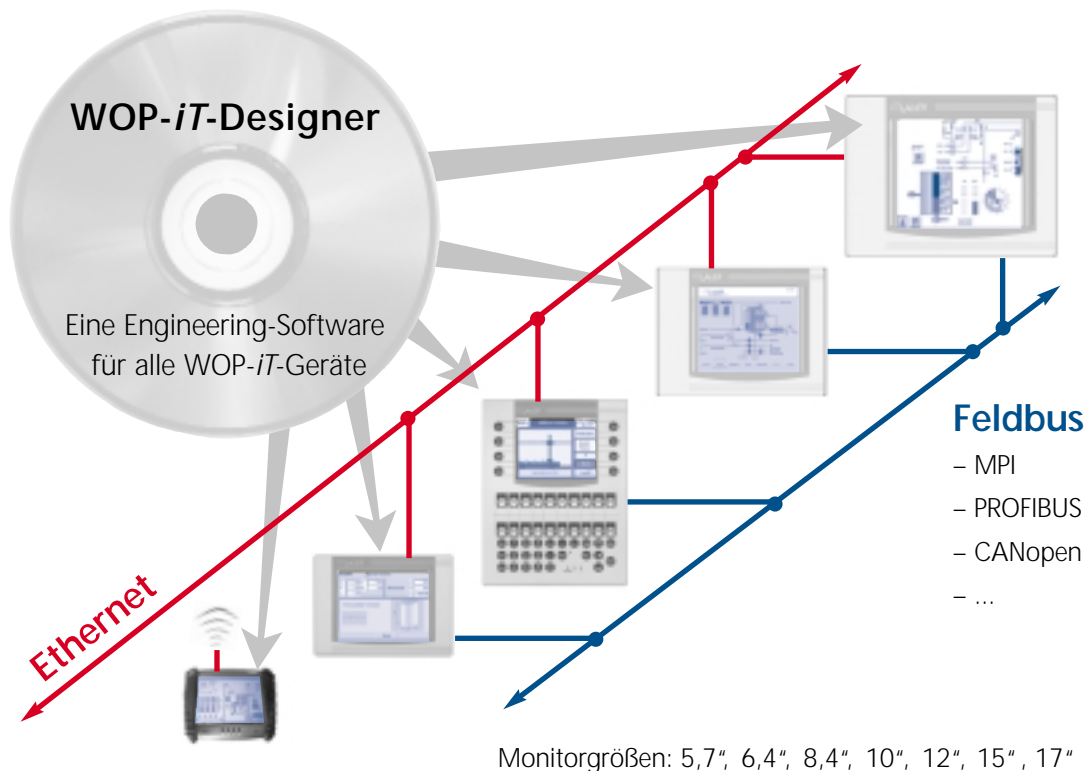 WOP-iT-Designer
Eine Engineering-Software
für alle WOP-iT-Geräte
Ethernet
Feldbus
– MPI
– PROFIBUS
– CANopen
– ...
Monitorgrößen: 5,7“, 6,4“, 8,4“, 10“, 12“, 15“ , 17“